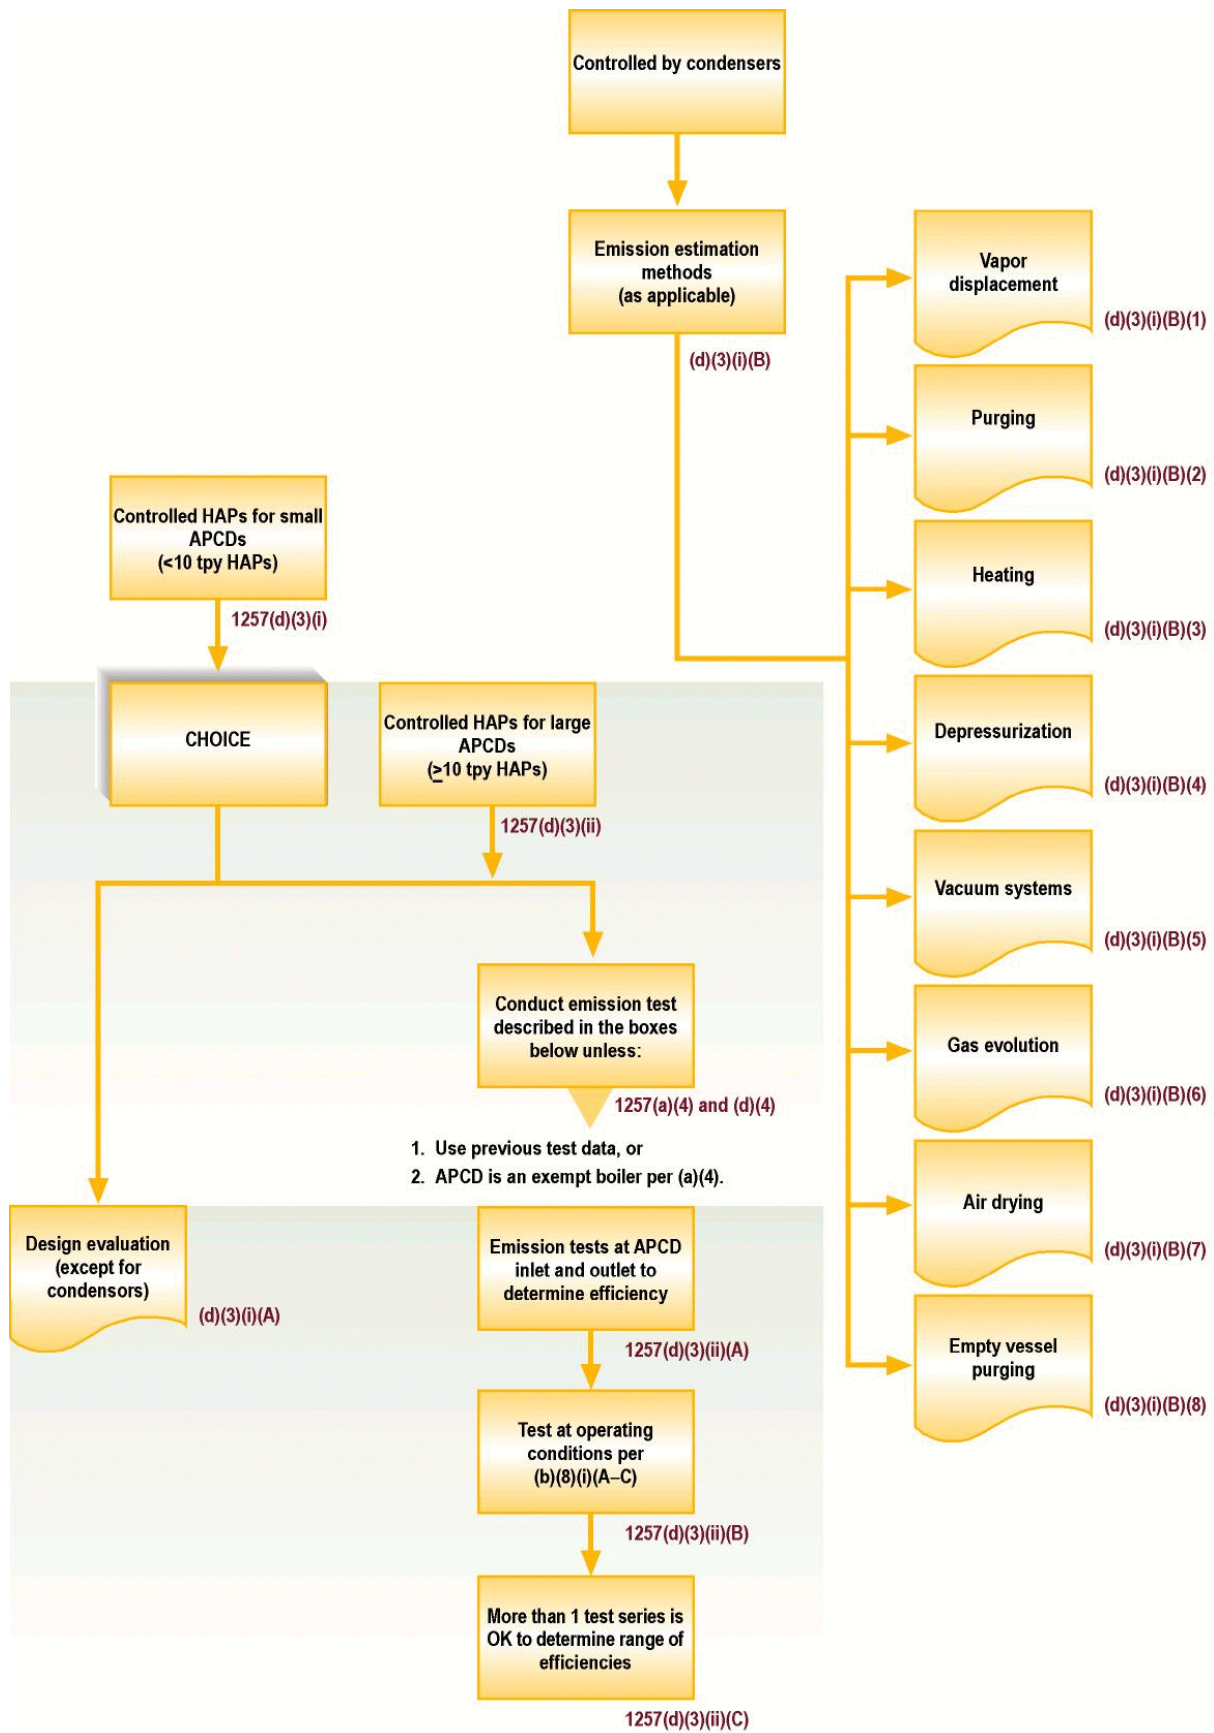 Controlled by condensers
Emission estimation
methods
(as applicable)
(d)(3)(i)(B)
Vapor
displacement
(d)(3)(i)(B)(1)
Purging
(d)(3)(i)(B)(2)
Heating
(d)(3)(i)(B)(3)
Depressurization
(d)(3)(i)(B)(4)
Vacuum systems
(d)(3)(i)(B)(5)
Gas evolution
(d)(3)(i)(B)(6)
Air drying
(d)(3)(i)(B)(7)
Empty vessel
purging
(d)(3)(i)(B)(8)
Controlled HAPs for small
APCDs
(<10 tpy HAPs)
1257(d)(3)(i)
CHOICE
Controlled HAPs for large
APCDs
(≥10 tpy HAPs)
1257(d)(3)(ii)
Conduct emission test
described in the boxes
below unless:
1257(a)(4) and (d)(4)
1. Use previous test data, or
2. APCD is an exempt boiler per (a)(4).
Design evaluation
(except for
condensors)
(d)(3)(i)(A)
Emission tests at APCD
inlet and outlet to
determine efficiency
1257(d)(3)(ii)(A)
Test at operating
conditions per
(b)(8)(i)(A–C)
1257(d)(3)(ii)(B)
More than 1 test series is
OK to determine range of
efficiencies
1257(d)(3)(ii)(C)